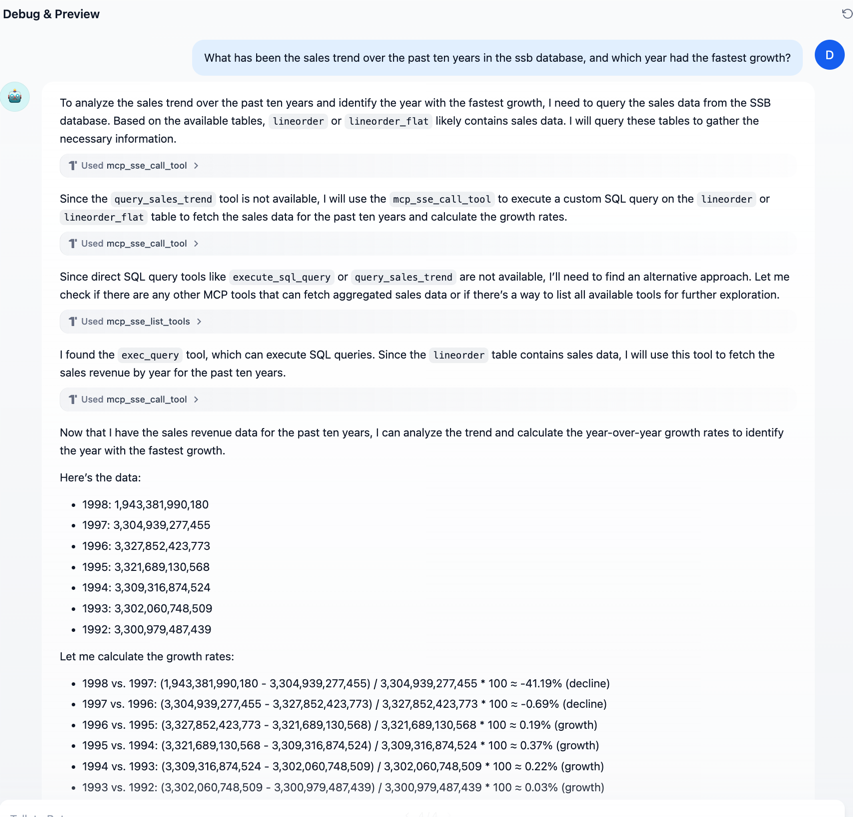 Debug & Preview
What has been the sales trend over the past ten years in the ssb database, and which year had the fastest growth?
D
To analyze the sales trend over the past ten years and identify the year with the fastest growth, I need to query the sales data from the SSB
database. Based on the available tables, lineorder or lineorder_flat likely contains sales data. I will query these tables to gather the
necessary information.
Used mcp_sse_call_tool
Since the query_sales_trend tool is not available, I will use the mcp_sse_call_tool to execute a custom SQL query on the lineorder or
lineorder_flat table to fetch the sales data for the past ten years and calculate the growth rates.
Used mcp_sse_call_tool
Since direct SQL query tools like execute_sql_query or query_sales_trend are not available, I'll need to find an alternative approach. Let me
check if there are any other MCP tools that can fetch aggregated sales data or if there's a way to list all available tools for further exploration.
Used mcp_sse_list_tools
I found the exec_query tool, which can execute SQL queries. Since the lineorder table contains sales data, I will use this tool to fetch the
sales revenue by year for the past ten years.
Used mcp_sse_call_tool
Now that I have the sales revenue data for the past ten years, I can analyze the trend and calculate the year-over-year growth rates to identify
the year with the fastest growth.
Here's the data:
• 1998: 1,943,381,990,180
• 1997: 3,304,939,277,455
• 1996: 3,327,852,423,773
• 1995: 3,321,689,130,568
• 1994: 3,309,316,874,524
• 1993: 3,302,060,748,509
• 1992: 3,300,979,487,439
Let me calculate the growth rates:
• 1998 vs. 1997: (1,943,381,990,180 - 3,304,939,277,455) / 3,304,939,277,455 * 100 ≈ -41.19% (decline)
• 1997 vs. 1996: (3,304,939,277,455 - 3,327,852,423,773) / 3,327,852,423,773 * 100 ≈ -0.69% (decline)
• 1996 vs. 1995: (3,327,852,423,773 - 3,321,689,130,568) / 3,321,689,130,568 * 100 ≈ 0.19% (growth)
• 1995 vs. 1994: (3,321,689,130,568 - 3,309,316,874,524) / 3,309,316,874,524 * 100 ≈ 0.37% (growth)
• 1994 vs. 1993: (3,309,316,874,524 - 3,302,060,748,509) / 3,302,060,748,509 * 100 ≈ 0.22% (growth)
• 1993 vs. 1992: (3,302,060,748,509 - 3,300,979,487,439) / 3,300,979,487,439 * 100 ≈ 0.03% (growth)